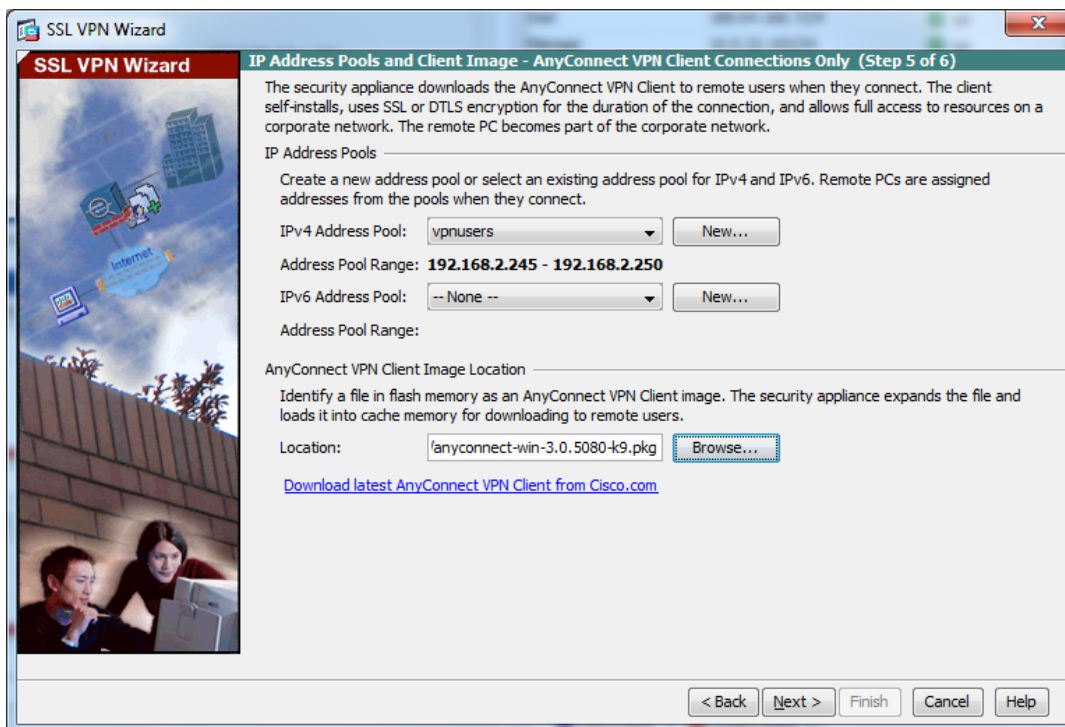 SSL VPN Wizard
SSL VPN Wizard
IP Address Pools and Client Image - AnyConnect VPN Client Connections Only (Step 5 of 6)
The security appliance downloads the AnyConnect VPN Client to remote users when they connect. The client
self-installs, uses SSL or DTLS encryption for the duration of the connection, and allows full access to resources on a
corporate network. The remote PC becomes part of the corporate network.
IP Address Pools
Create a new address pool or select an existing address pool for IPv4 and IPv6. Remote PCs are assigned
addresses from the pools when they connect.
IPv4 Address Pool: vpnusers New...
Address Pool Range: 192.168.2.245 - 192.168.2.250
IPv6 Address Pool: -- None -- New...
Address Pool Range:
Internet
AnyConnect VPN Client Image Location
Identify a file in flash memory as an AnyConnect VPN Client image. The security appliance expands the file and
loads it into cache memory for downloading to remote users.
Location: /anyconnect-win-3.0.5080-k9.pkg Browse...
Download latest AnyConnect VPN Client from Cisco.com
< Back Next > Finish Cancel Help